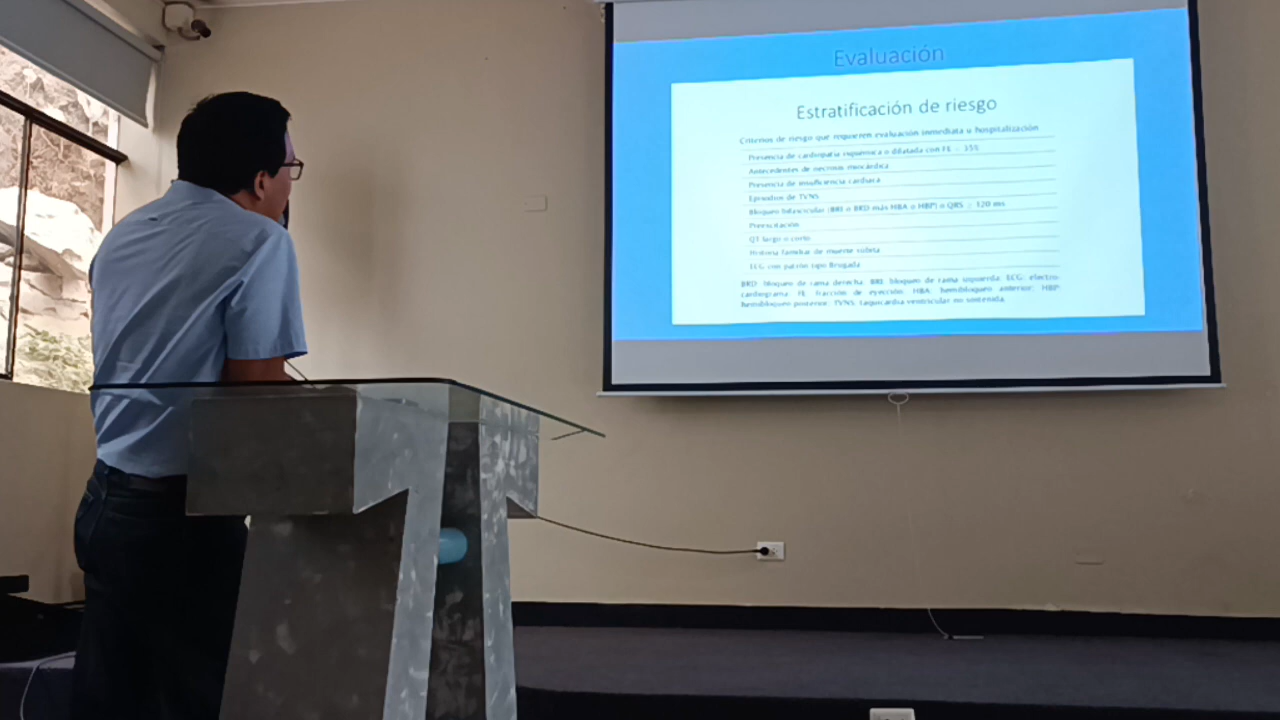 Evaluación
Estratificación de riesgo
Criterios de riesgo que requieren evaluación inmediata u hospitalización
Presencia de cardiopatía isquémica o dilatada con FE 35%
Antecedentes de necrosis miocárdica
Presencia de insuficiencia cardiaca
Episodios de TVNS
Bloqueo bifascicular (BRI o BRD más HBA o HBP) o QRS 120 ms
Preexcitación
QT largo o corto
Historia familiar de muerte súbita
ECG con patrón tipo Brugada
BRD: bloqueo de rama derecha; BRI: bloqueo de rama izquierda; ECG: electro-
cardiograma; FE: fracción de eyección; HBA: hemibloqueo anterior; HBP:
hemibloqueo posterior; TVNS: taquicardia ventricular no sostenida.